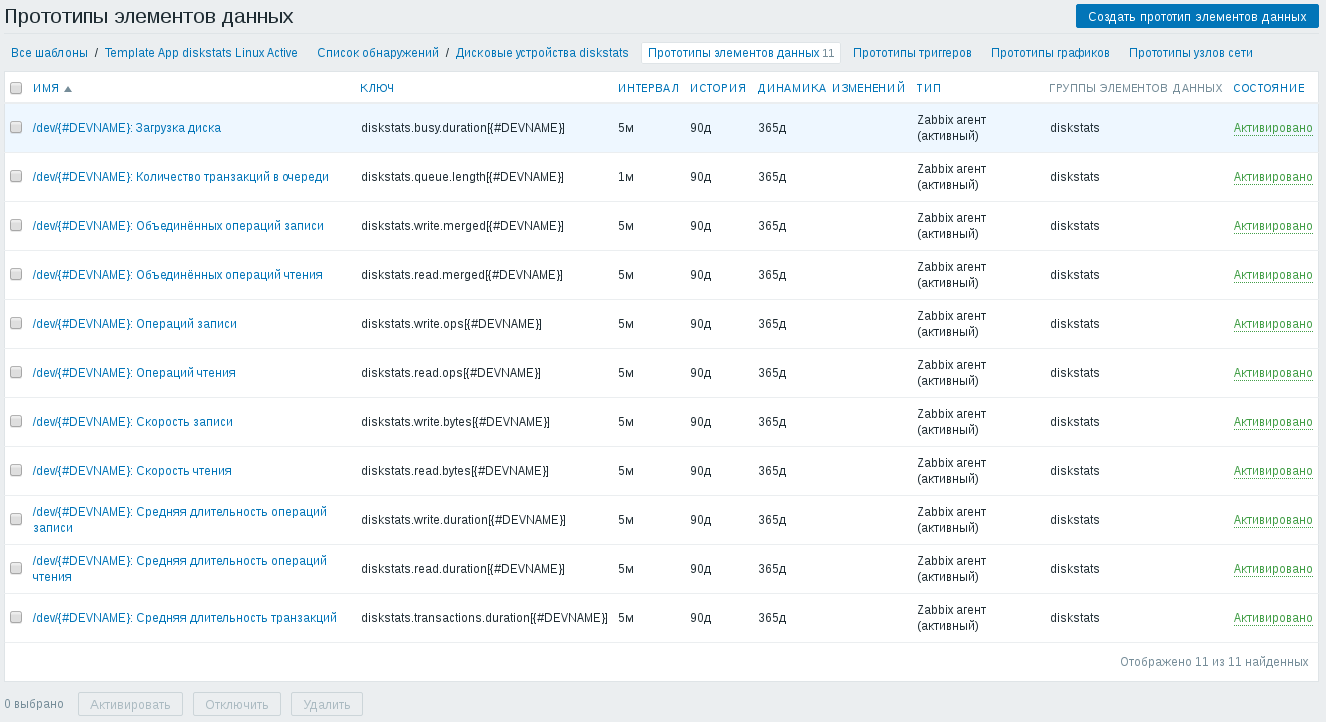 Прототипы элементов данных
Создать прототип элементов данных
Все шаблоны / Template App diskstats Linux Active Список обнаружений / Дисковые устройства diskstats Прототипы элементов данных 11 Прототипы триггеров Прототипы графиков Прототипы узлов сети
ИМЯ ▲ КЛЮЧ ИНТЕРВАЛ ИСТОРИЯ ДИНАМИКА ИЗМЕНЕНИЙ ТИП ГРУППЫ ЭЛЕМЕНТОВ ДАННЫХ СОСТОЯНИЕ
/dev/{#DEVNAME}: Загрузка диска diskstats.busy.duration[{#DEVNAME}] 5м 90д 365д Zabbix агент (активный) diskstats Активировано
/dev/{#DEVNAME}: Количество транзакций в очереди diskstats.queue.length[{#DEVNAME}] 1м 90д 365д Zabbix агент (активный) diskstats Активировано
/dev/{#DEVNAME}: Объединённых операций записи diskstats.write.merged[{#DEVNAME}] 5м 90д 365д Zabbix агент (активный) diskstats Активировано
/dev/{#DEVNAME}: Объединённых операций чтения diskstats.read.merged[{#DEVNAME}] 5м 90д 365д Zabbix агент (активный) diskstats Активировано
/dev/{#DEVNAME}: Операций записи diskstats.write.ops[{#DEVNAME}] 5м 90д 365д Zabbix агент (активный) diskstats Активировано
/dev/{#DEVNAME}: Операций чтения diskstats.read.ops[{#DEVNAME}] 5м 90д 365д Zabbix агент (активный) diskstats Активировано
/dev/{#DEVNAME}: Скорость записи diskstats.write.bytes[{#DEVNAME}] 5м 90д 365д Zabbix агент (активный) diskstats Активировано
/dev/{#DEVNAME}: Скорость чтения diskstats.read.bytes[{#DEVNAME}] 5м 90д 365д Zabbix агент (активный) diskstats Активировано
/dev/{#DEVNAME}: Средняя длительность операций записи diskstats.write.duration[{#DEVNAME}] 5м 90д 365д Zabbix агент (активный) diskstats Активировано
/dev/{#DEVNAME}: Средняя длительность операций чтения diskstats.read.duration[{#DEVNAME}] 5м 90д 365д Zabbix агент (активный) diskstats Активировано
/dev/{#DEVNAME}: Средняя длительность транзакций diskstats.transactions.duration[{#DEVNAME}] 5м 90д 365д Zabbix агент (активный) diskstats Активировано
Отображено 11 из 11 найденных
0 выбрано Активировать Отключить Удалить